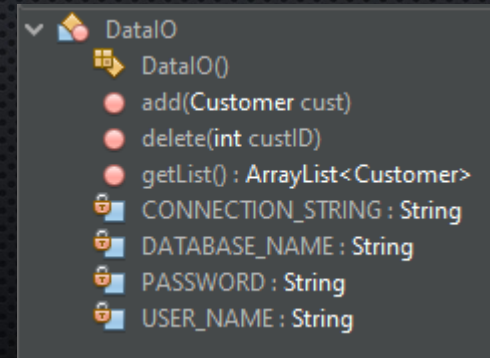 DataIO
DataIO()
add(Customer cust)
delete(int custID)
getList() : ArrayList<Customer>
CONNECTION_STRING : String
DATABASE_NAME : String
PASSWORD : String
USER_NAME : String